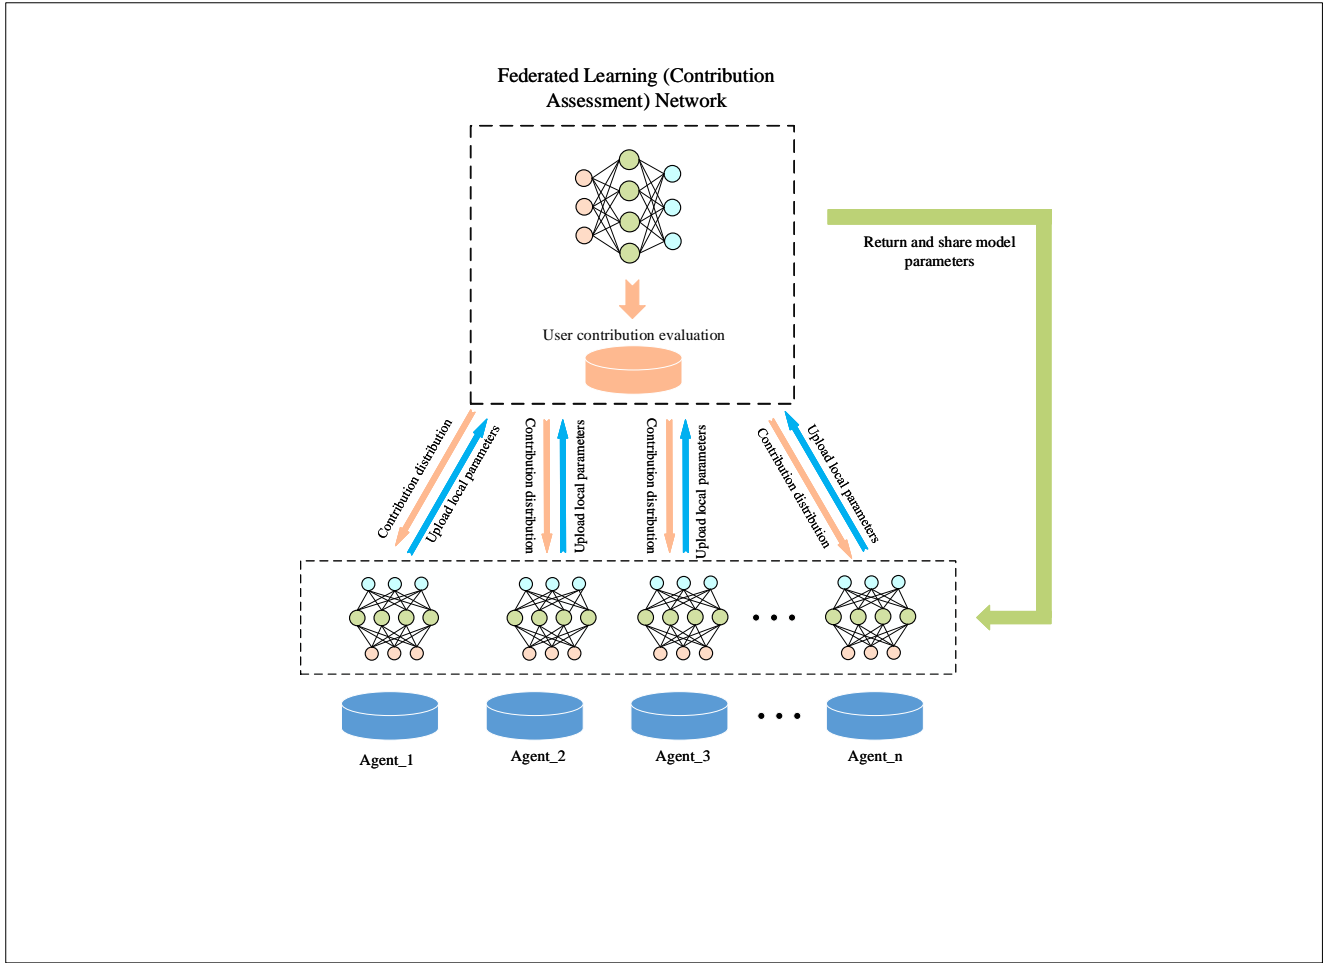 Federated Learning (Contribution
Assessment) Network
Return and share model
parameters
User contribution evaluation
Contribution distribution
Upload local parameters
Contribution distribution
Upload local parameters
Contribution distribution
Upload local parameters
Contribution distribution
Upload local parameters
Agent_1
Agent_2
Agent_3
Agent_n